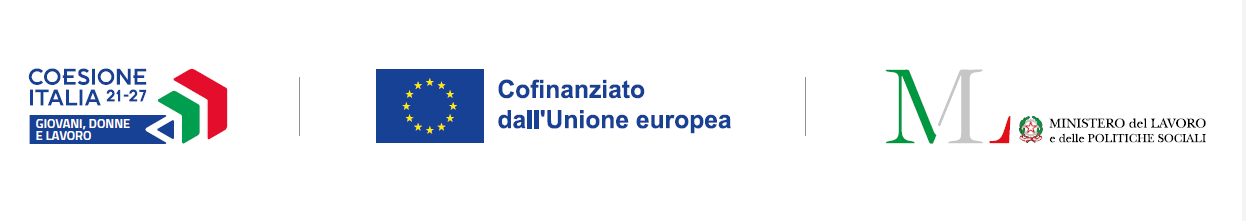 COESIONE
ITALIA 21-27
GIOVANI, DONNE
E LAVORO
Cofinanziato
dall'Unione europea
ML
MINISTERO del LAVORO
e delle POLITICHE SOCIALI